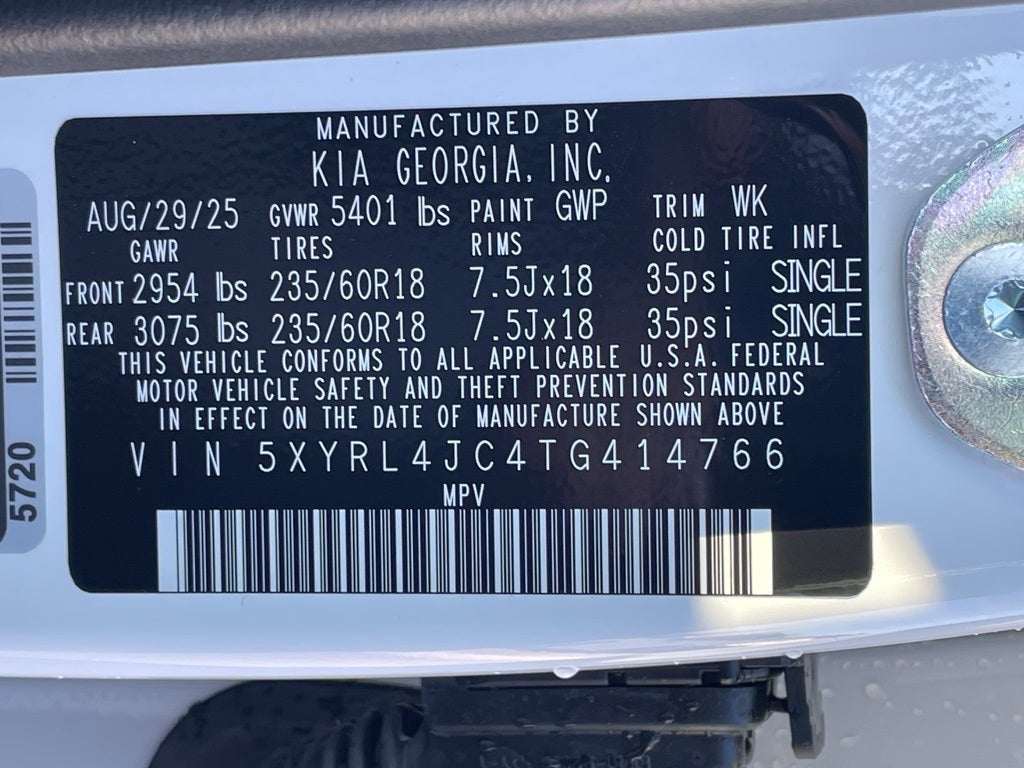 MANUFACTURED BY
KIA GEORGIA, INC.
AUG/29/25 GVWR 5401 lbs PAINT GWP TRIM WK
GAWR TIRES RIMS COLD TIRE INFL
FRONT 2954 lbs 235/60R18 7.5Jx18 35psi SINGLE
REAR 3075 lbs 235/60R18 7.5Jx18 35psi SINGLE
THIS VEHICLE CONFORMS TO ALL APPLICABLE U.S.A. FEDERAL
MOTOR VEHICLE SAFETY AND THEFT PREVENTION STANDARDS
IN EFFECT ON THE DATE OF MANUFACTURE SHOWN ABOVE
VIN 5XYRL4JC4TG414766
MPV
5720